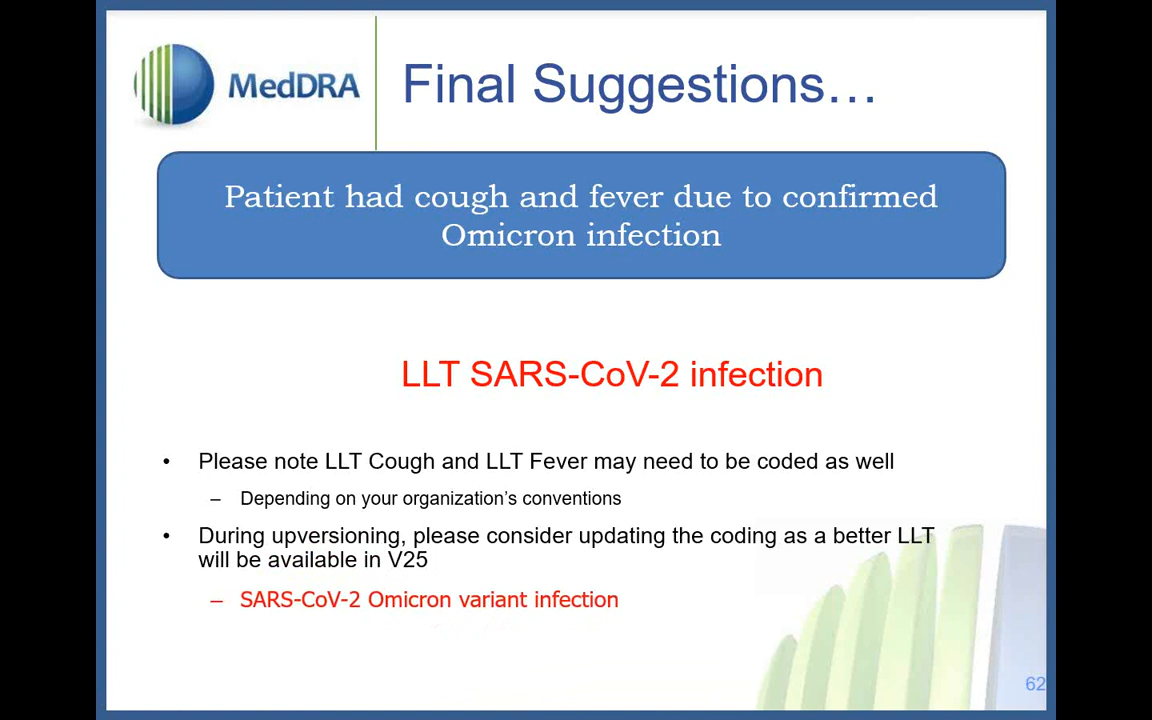 MedDRA
Final Suggestions…
Patient had cough and fever due to confirmed
Omicron infection
LLT SARS-CoV-2 infection
• Please note LLT Cough and LLT Fever may need to be coded as well
– Depending on your organization's conventions
• During upversioning, please consider updating the coding as a better LLT
will be available in V25
– SARS-CoV-2 Omicron variant infection
62